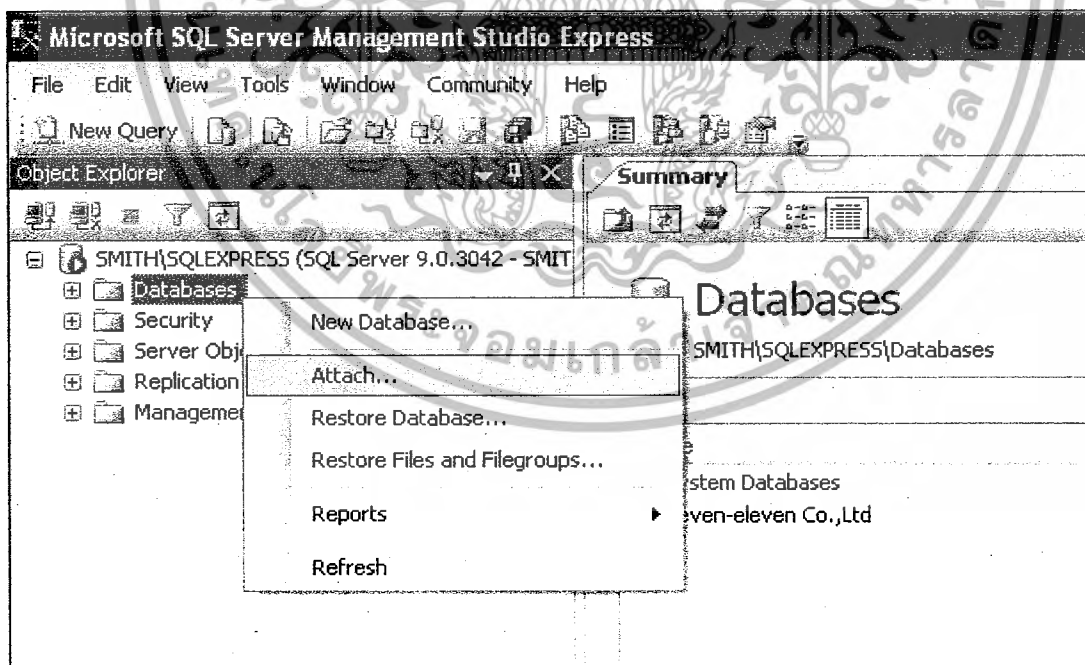 Microsoft SQL Server Management Studio Express
File Edit View Tools Window Community Help
New Query
Object Explorer
Summary
SMITH\SQLEXPRESS (SQL Server 9.0.3042 - SMIT
Databases
Security
Server Obj
Replication
Managemen
New Database...
Attach...
Restore Database...
Restore Files and Filegroups...
Reports
Refresh
Databases
SMITH\SQLEXPRESS\Databases
stem Databases
even-eleven Co.,Ltd